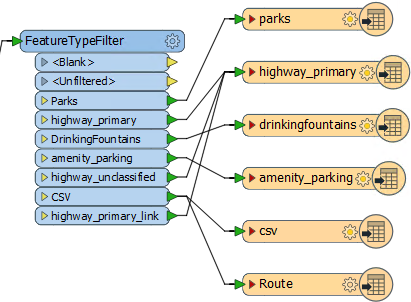 FeatureTypeFilter
<Blank>
<Unfiltered>
Parks
highway_primary
DrinkingFountains
amenity_parking
highway_unclassified
CSV
highway_primary_link
parks
highway_primary
drinkingfountains
amenity_parking
csv
Route